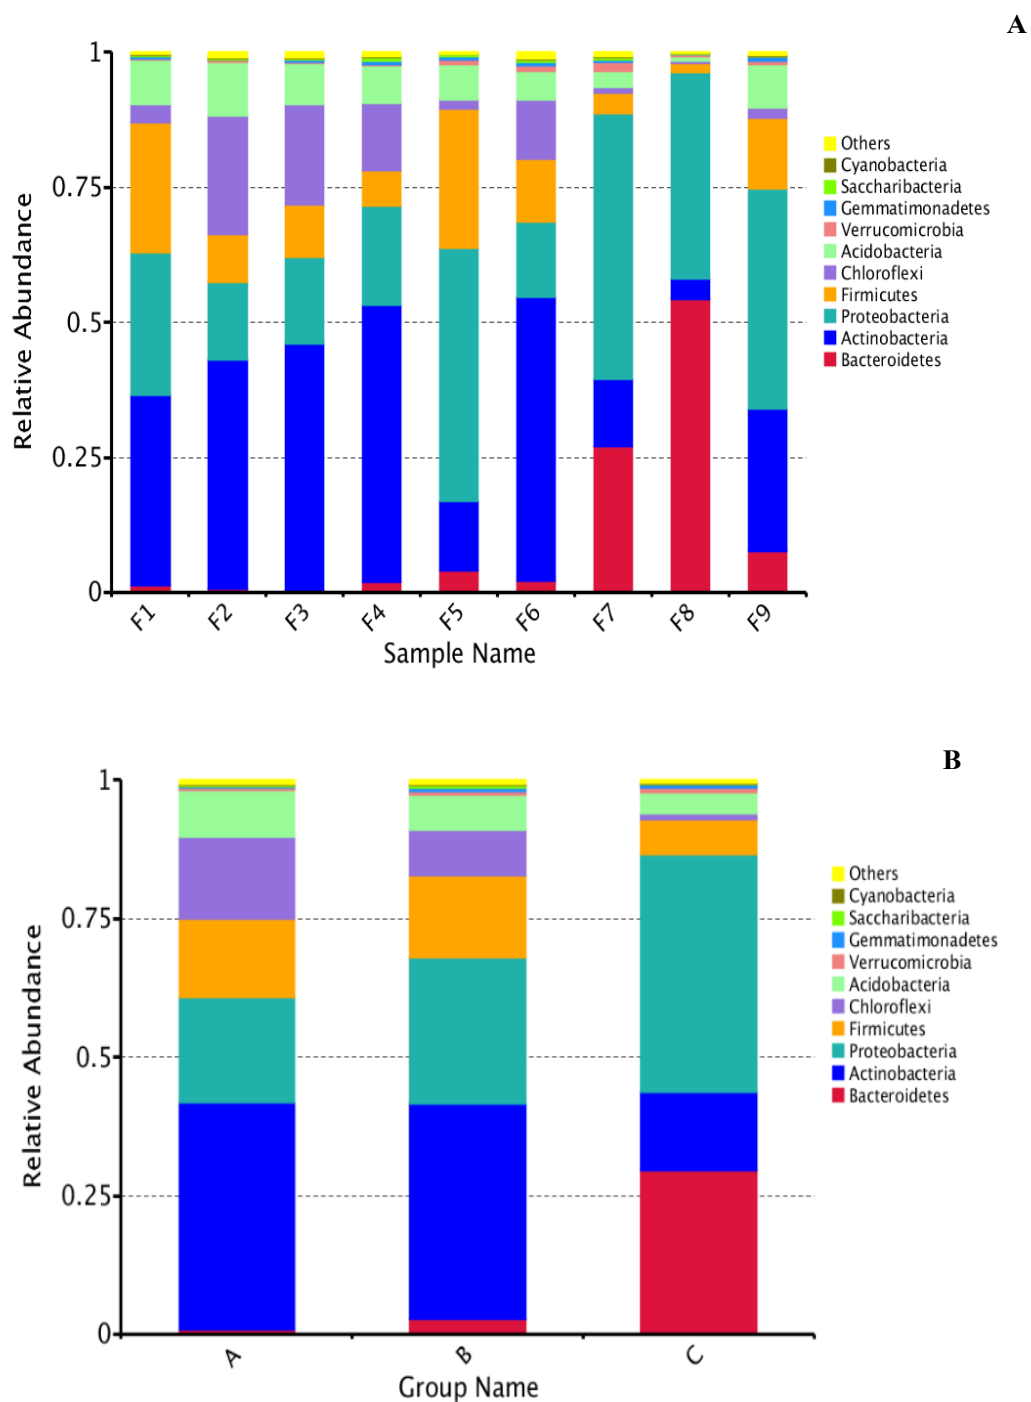 A
1
0.75
0.5
0.25
0
Relative Abundance
F1 F2 F3 F4 F5 F6 F7 F8 F9
Sample Name
Others
Cyanobacteria
Saccharibacteria
Gemmatimonadetes
Verrucomicrobia
Acidobacteria
Chloroflexi
Firmicutes
Proteobacteria
Actinobacteria
Bacteroidetes
B
1
0.75
0.5
0.25
0
Relative Abundance
A B C
Group Name
Others
Cyanobacteria
Saccharibacteria
Gemmatimonadetes
Verrucomicrobia
Acidobacteria
Chloroflexi
Firmicutes
Proteobacteria
Actinobacteria
Bacteroidetes